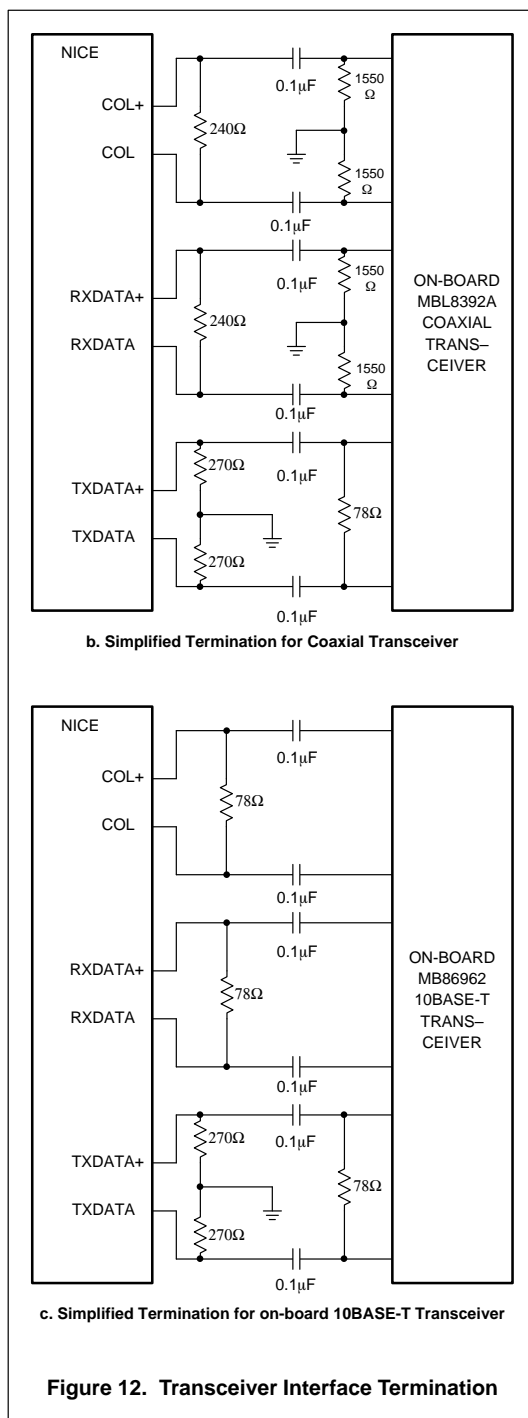 NICE
COL+
COL
240Ω
0.1µF
1550
Ω
1550
Ω
0.1µF
RXDATA+
RXDATA
240Ω
0.1µF
1550
Ω
1550
Ω
0.1µF
TXDATA+
TXDATA
270Ω
270Ω
0.1µF
78Ω
0.1µF
ON-BOARD
MBL8392A
COAXIAL
TRANS–
CEIVER
b. Simplified Termination for Coaxial Transceiver
NICE
COL+
COL
78Ω
0.1µF
0.1µF
RXDATA+
RXDATA
78Ω
0.1µF
0.1µF
TXDATA+
TXDATA
270Ω
270Ω
0.1µF
78Ω
0.1µF
ON-BOARD
MB86962
10BASE-T
TRANS–
CEIVER
c. Simplified Termination for on-board 10BASE-T Transceiver
Figure 12. Transceiver Interface Termination